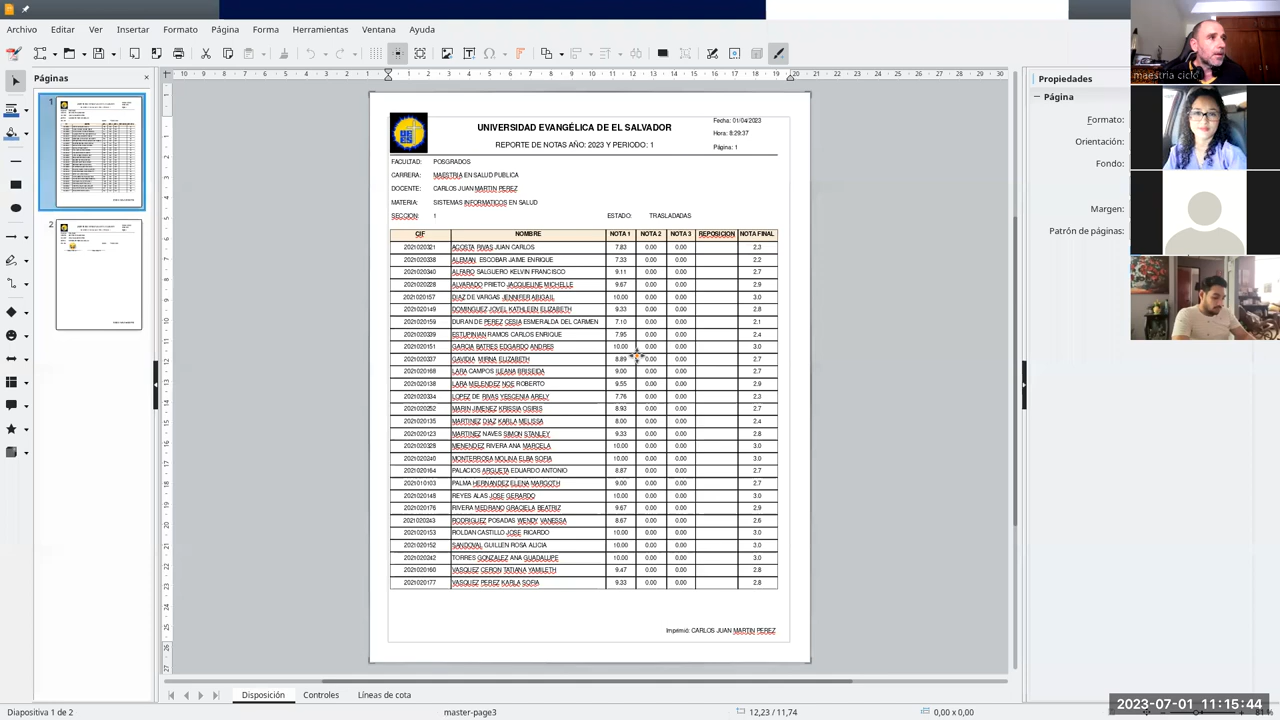 Archivo Editar Ver Insertar Formato Página Forma Herramientas Ventana Ayuda
Páginas
1
2
UNIVERSIDAD EVANGÉLICA DE EL SALVADOR
REPORTE DE NOTAS AÑO: 2023 Y PERIODO: 1
Fecha: 01/04/2023
Hora: 8:29:37
Página: 1
FACULTAD: POSGRADOS
CARRERA: MAESTRIA EN SALUD PUBLICA
DOCENTE: CARLOS JUAN MARTIN PEREZ
MATERIA: SISTEMAS INFORMATICOS EN SALUD
SECCION: 1 ESTADO: TRASLADADAS
CIF NOMBRE NOTA 1 NOTA 2 NOTA 3 REPOSICION NOTA FINAL
2021020321 ACOSTA RIVAS JUAN CARLOS 7.83 0.00 0.00 2.3
2021020338 ALEMAN ESCOBAR JAIME ENRIQUE 7.33 0.00 0.00 2.2
2021020340 ALFARO SALGUERO KELVIN FRANCISCO 9.11 0.00 0.00 2.7
2021020228 ALVARADO PRIETO JACQUELINE MICHELLE 9.67 0.00 0.00 2.9
2021020157 DIAZ DE VARGAS JENNIFER ABIGAIL 10.00 0.00 0.00 3.0
2021020149 DOMINGUEZ JOVEL KATHLEEN ELIZABETH 9.33 0.00 0.00 2.8
2021020159 DURAN DE PEREZ CESIA ESMERALDA DEL CARMEN 7.10 0.00 0.00 2.1
2021020339 ESTUPINIAN RAMOS CARLOS ENRIQUE 7.95 0.00 0.00 2.4
2021020151 GARCIA BATRES EDGARDO ANDRES 10.00 0.00 0.00 3.0
2021020337 GAVIDIA MIRNA ELIZABETH 8.89 0.00 0.00 2.7
2021020168 LARA CAMPOS ILEANA BRISEIDA 9.00 0.00 0.00 2.7
2021020138 LARA MELENDEZ NOE ROBERTO 9.55 0.00 0.00 2.9
2021020334 LOPEZ DE RIVAS YESCENIA ARELY 7.76 0.00 0.00 2.3
2021020252 MARIN JIMENEZ KRISSIA OSIRIS 8.93 0.00 0.00 2.7
2021020135 MARTINEZ DIAZ KARLA MELISSA 8.00 0.00 0.00 2.4
2021020123 MARTINEZ NAVES SIMON STANLEY 9.33 0.00 0.00 2.8
2021020328 MENENDEZ RIVERA ANA MARCELA 10.00 0.00 0.00 3.0
2021020240 MONTERROSA MOLINA ELBA SOFIA 10.00 0.00 0.00 3.0
2021020164 PALACIOS ARGUETA EDUARDO ANTONIO 8.87 0.00 0.00 2.7
2021010103 PALMA HERNANDEZ ELENA MARGOTH 9.00 0.00 0.00 2.7
2021020148 REYES ALAS JOSE GERARDO 10.00 0.00 0.00 3.0
2021020176 RIVERA MEDRANO GRACIELA BEATRIZ 9.67 0.00 0.00 2.9
2021020243 RODRIGUEZ POSADAS WENDY VANESSA 8.67 0.00 0.00 2.6
2021020153 ROLDAN CASTILLO JOSE RICARDO 10.00 0.00 0.00 3.0
2021020152 SANDOVAL GUILLEN ROSA ALICIA 10.00 0.00 0.00 3.0
2021020242 TORRES GONZALEZ ANA GUADALUPE 10.00 0.00 0.00 3.0
2021020160 VASQUEZ CERON TATIANA YAMILETH 9.47 0.00 0.00 2.8
2021020177 VASQUEZ PEREZ KARLA SOFIA 9.33 0.00 0.00 2.8
Imprimió: CARLOS JUAN MARTIN PEREZ
Propiedades
Página
Formato:
Orientación:
Fondo:
Margen:
Patrón de páginas:
maestria ciclo
Disposición Controles Líneas de cota
Diapositiva 1 de 2 master-page3 12,23 / 11,74 0,00 x 0,00
2023-07-01 11:15:44